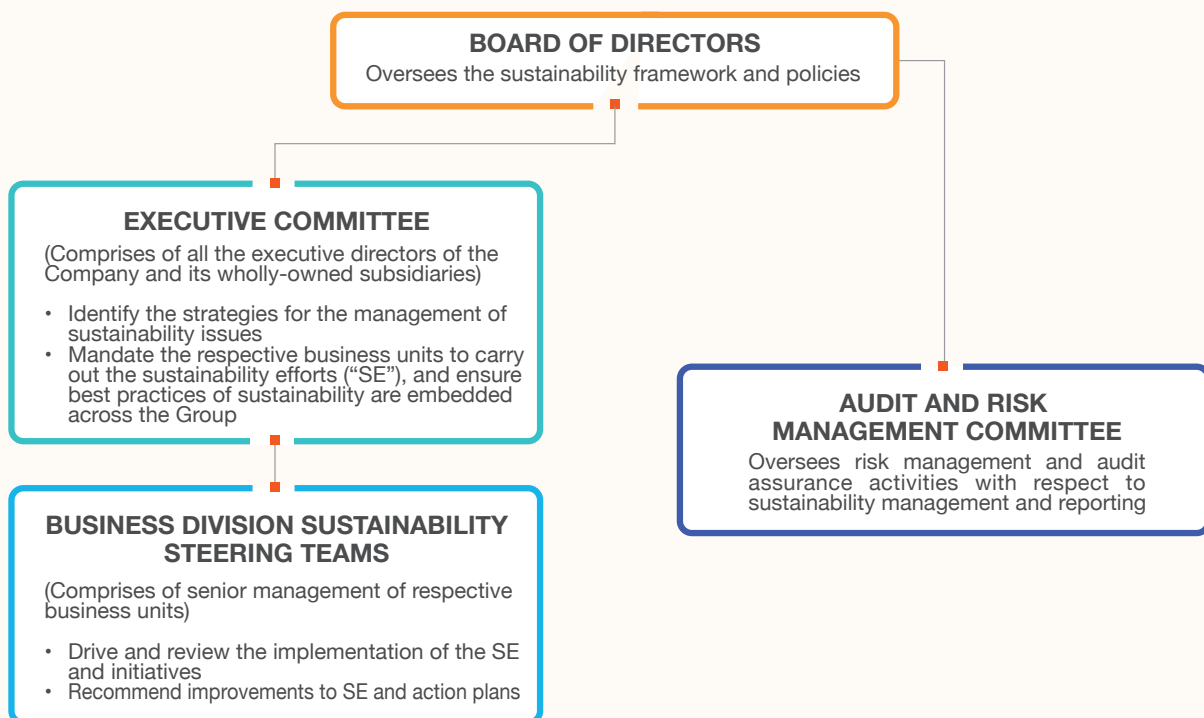 BOARD OF DIRECTORS
Oversees the sustainability framework and policies
EXECUTIVE COMMITTEE
(Comprises of all the executive directors of the
Company and its wholly-owned subsidiaries)
• Identify the strategies for the management of
sustainability issues
• Mandate the respective business units to carry
out the sustainability efforts (“SE”), and ensure
best practices of sustainability are embedded
across the Group
AUDIT AND RISK
MANAGEMENT COMMITTEE
Oversees risk management and audit
assurance activities with respect to
sustainability management and reporting
BUSINESS DIVISION SUSTAINABILITY
STEERING TEAMS
(Comprises of senior management of respective
business units)
• Drive and review the implementation of the SE
and initiatives
• Recommend improvements to SE and action plans